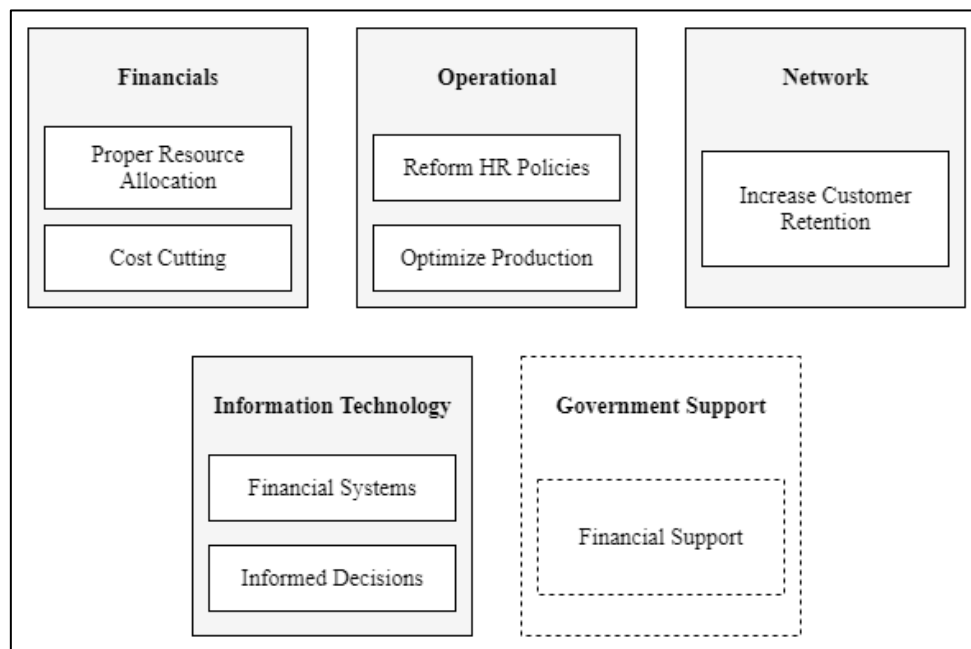 Financials
Proper Resource
Allocation
Cost Cutting
Operational
Reform HR Policies
Optimize Production
Network
Increase Customer
Retention
Information Technology
Financial Systems
Informed Decisions
Government Support
Financial Support